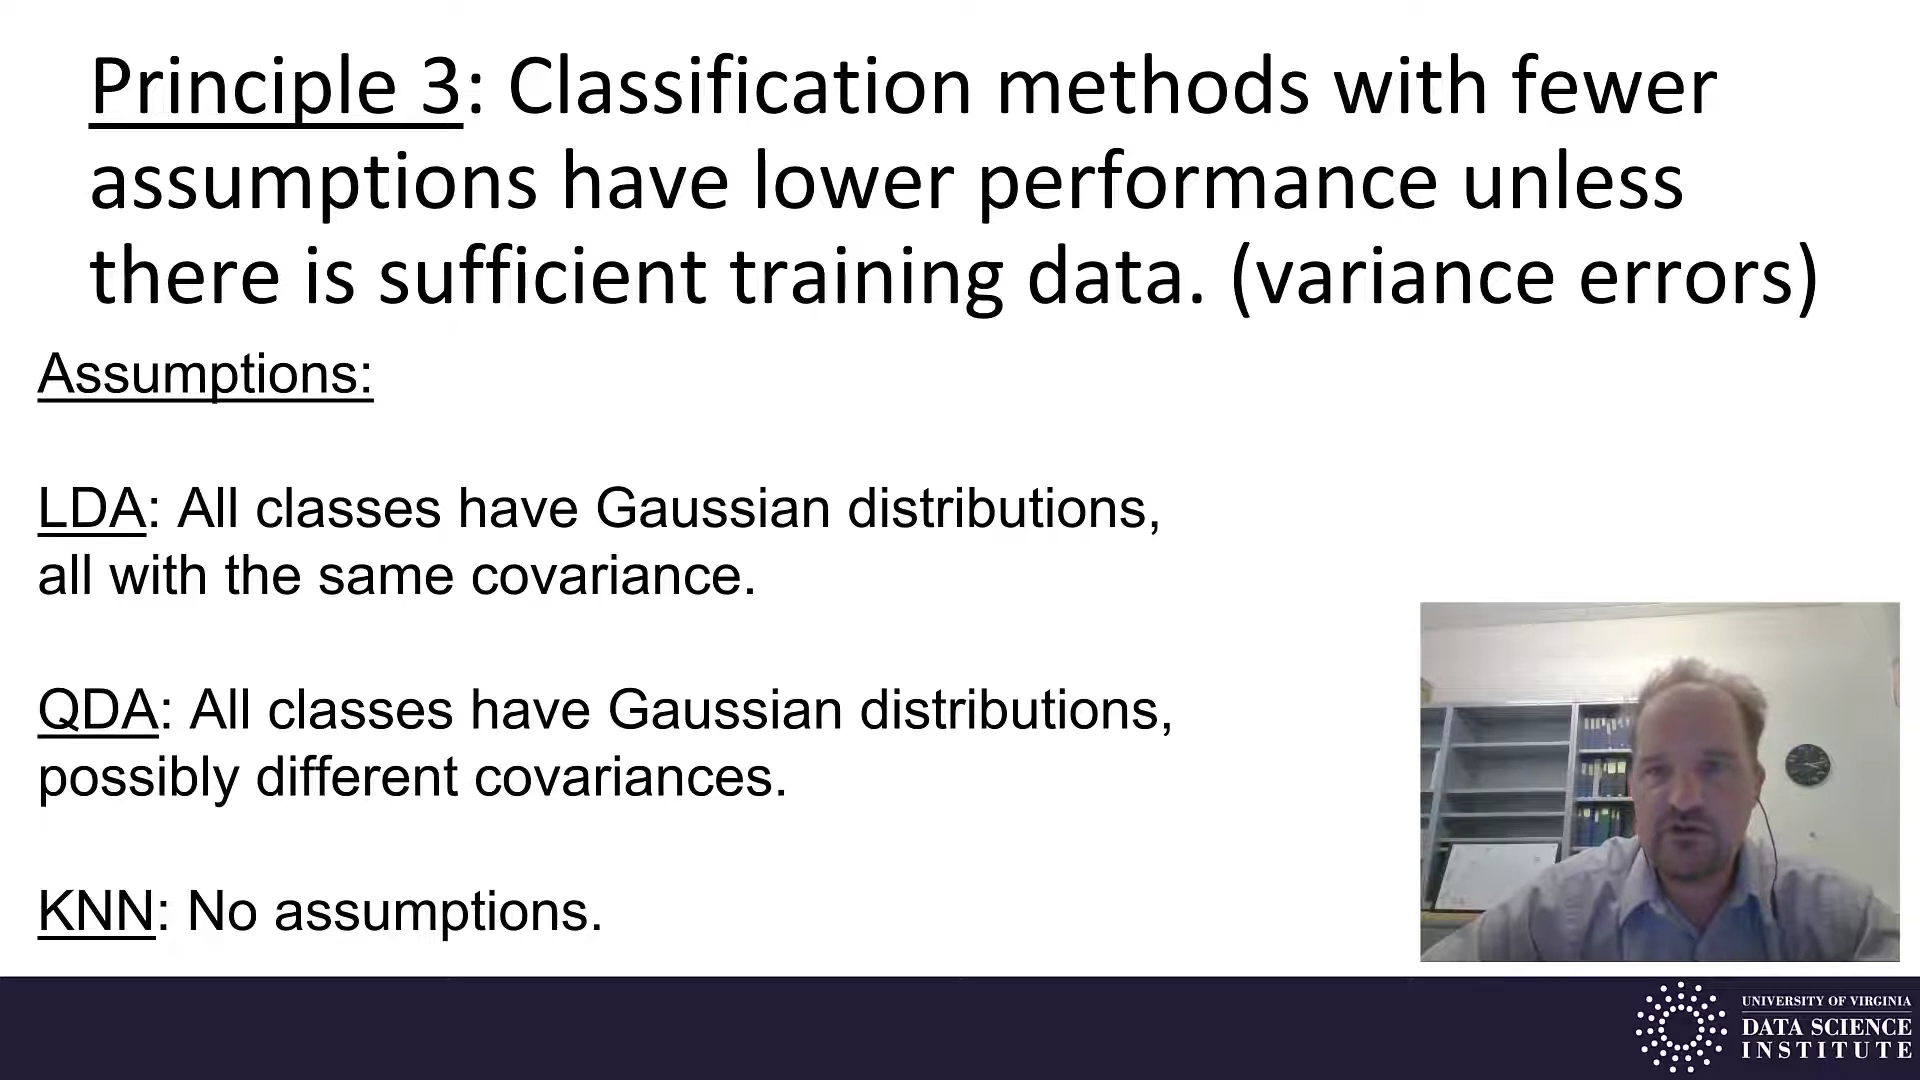 Principle 3: Classification methods with fewer
assumptions have lower performance unless
there is sufficient training data. (variance errors)
Assumptions:
LDA: All classes have Gaussian distributions,
all with the same covariance.
QDA: All classes have Gaussian distributions,
possibly different covariances.
KNN: No assumptions.
UNIVERSITY OF VIRGINIA
DATA SCIENCE
INSTITUTE